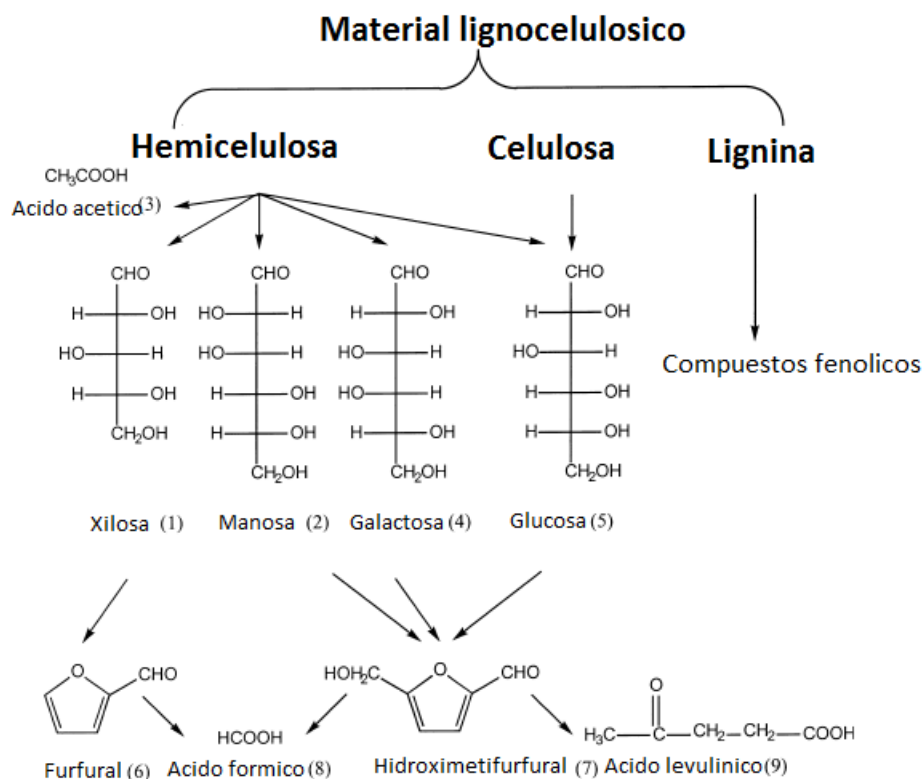 Material lignocelulosico
Hemicelulosa
Celulosa
Lignina
CH₃COOH
Acido acetico(3)
CHO
H OH
HO H
H OH
CH₂OH
CHO
HO H
HO H
H OH
H OH
CH₂OH
CHO
H OH
HO H
HO H
H OH
CH₂OH
CHO
H OH
HO H
H OH
H OH
CH₂OH
Compuestos fenolicos
Xilosa (1)
Manosa (2)
Galactosa (4)
Glucosa (5)
O CHO
HOH₂C O CHO
O
H₃C—C—CH₂—CH₂—COOH
HCOOH
Furfural (6)
Acido formico (8)
Hidroximetifurfural (7)
Acido levulinico (9)